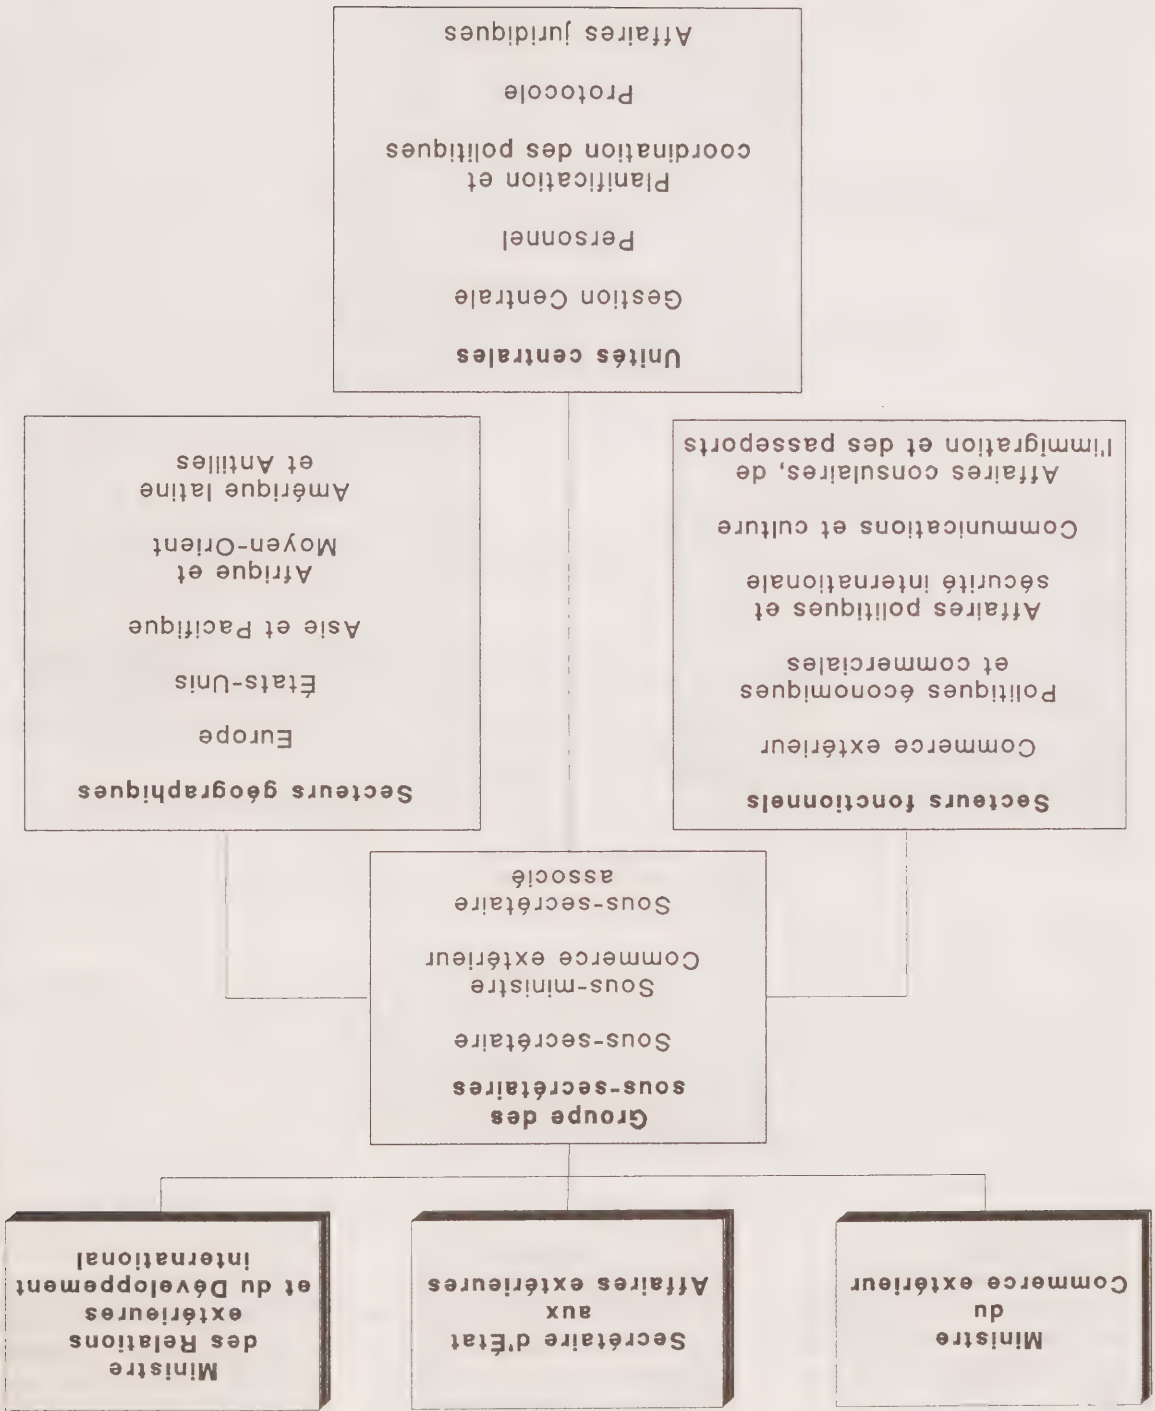 Ministre
du
Commerce extérieur
Secrétaire d'État
aux
Affaires extérieures
Ministre
des Relations
extérieures
et du Développement
international
Groupe des
sous-secrétaires
Sous-secrétaire
Sous-ministre
Commerce extérieur
Sous-secrétaire
associé
Secteurs fonctionnels
Commerce extérieur
Politiques économiques
et commerciales
Affaires politiques et
sécurité internationale
Communications et culture
Affaires consulaires, de
l'immigration et des passeports
Secteurs géographiques
Europe
États-Unis
Asie et Pacifique
Afrique et
Moyen-Orient
Amérique latine
et Antilles
Unités centrales
Gestion Centrale
Personnel
Planification et
coordination des politiques
Protocole
Affaires juridiques